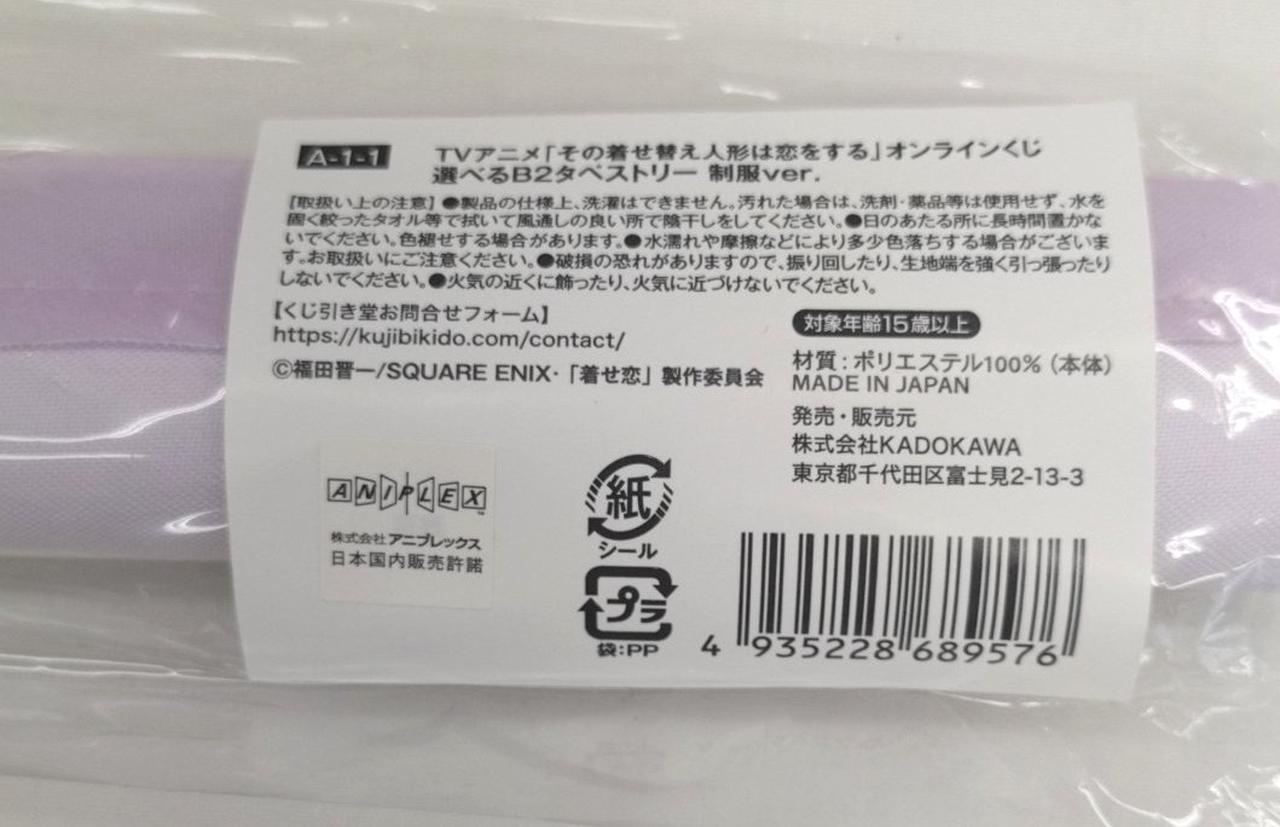 A-1-1
TVアニメ「その着せ替え人形は恋をする」オンラインくじ
選べるB2タペストリー 制服ver.
【取扱い上の注意】●製品の仕様上、洗濯はできません。汚れた場合は、洗剤・薬品等は使用せず、水を
固く絞ったタオル等で拭いて風通しの良い所で陰干しをしてください。●日のあたる所に長時間置かな
いでください。色褪せする場合があります。●水濡れや摩擦などにより多少色落ちする場合がございま
す。お取扱いにご注意ください。●破損の恐れがありますので、振り回したり、生地端を強く引っ張ったり
しないでください。●火気の近くに飾ったり、火気に近づけないでください。
【くじ引き堂お問合せフォーム】
https://kujibikido.com/contact/
©福田晋一/SQUARE ENIX・「着せ恋」製作委員会
対象年齢15歳以上
材質：ポリエステル100%（本体）
MADE IN JAPAN
発売・販売元
株式会社KADOKAWA
東京都千代田区富士見2-13-3
ANIPLEX
株式会社アニプレックス
日本国内販売許諾
紙
シール
プラ
袋：PP
4 935228 689576